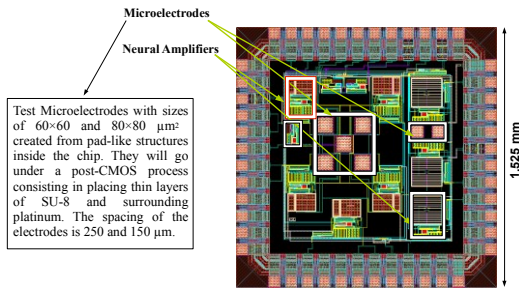 Microelectrodes
Neural Amplifiers
Test Microelectrodes with sizes
of 60×60 and 80×80 µm²
created from pad-like structures
inside the chip. They will go
under a post-CMOS process
consisting in placing thin layers
of SU-8 and surrounding
platinum. The spacing of the
electrodes is 250 and 150 µm.
1.525 mm